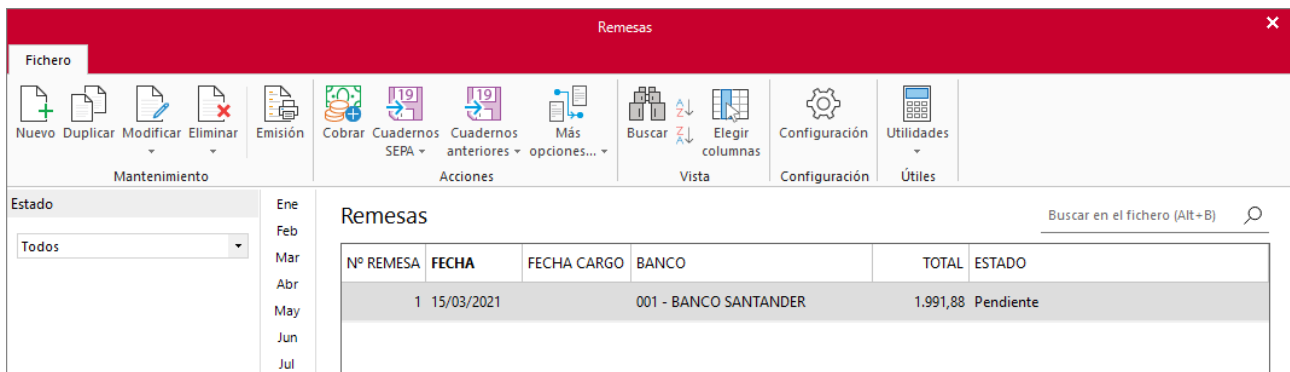 Remesas
Fichero
Nuevo Duplicar Modificar Eliminar Emisión Cobrar Cuadernos SEPA Cuadernos anteriores Más opciones... Buscar Elegir columnas Configuración Utilidades
Mantenimiento Acciones Vista Configuración Útiles
Estado
Todos
Ene
Feb
Mar
Abr
May
Jun
Jul
Remesas
Buscar en el fichero (Alt+B)
Nº REMESA FECHA FECHA CARGO BANCO TOTAL ESTADO
1 15/03/2021 001 - BANCO SANTANDER 1.991,88 Pendiente